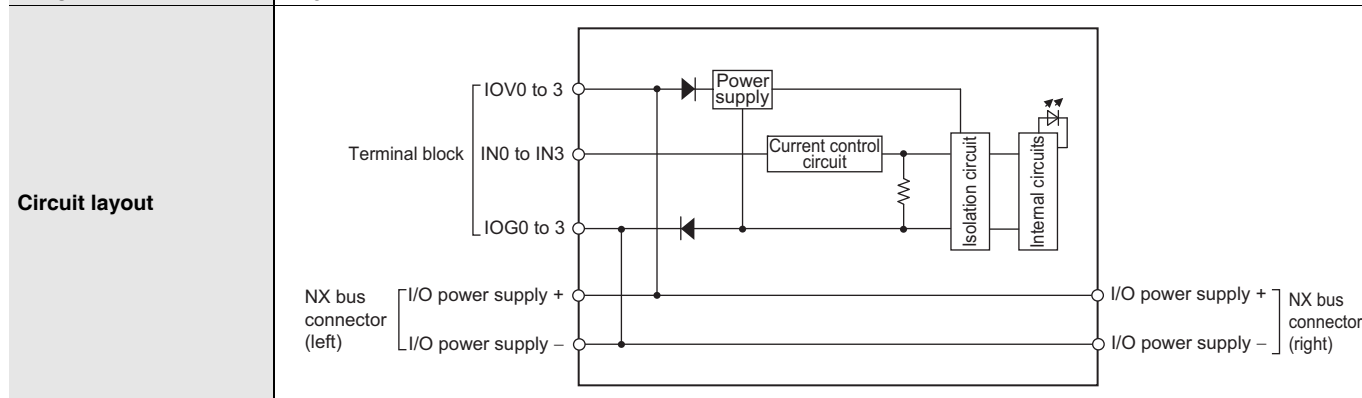 Circuit layout
IOV0 to 3
Power
supply
Terminal block
IN0 to IN3
Current control
circuit
Isolation circuit
Internal circuits
IOG0 to 3
NX bus
connector
(left)
I/O power supply +
I/O power supply −
I/O power supply +
I/O power supply −
NX bus
connector
(right)